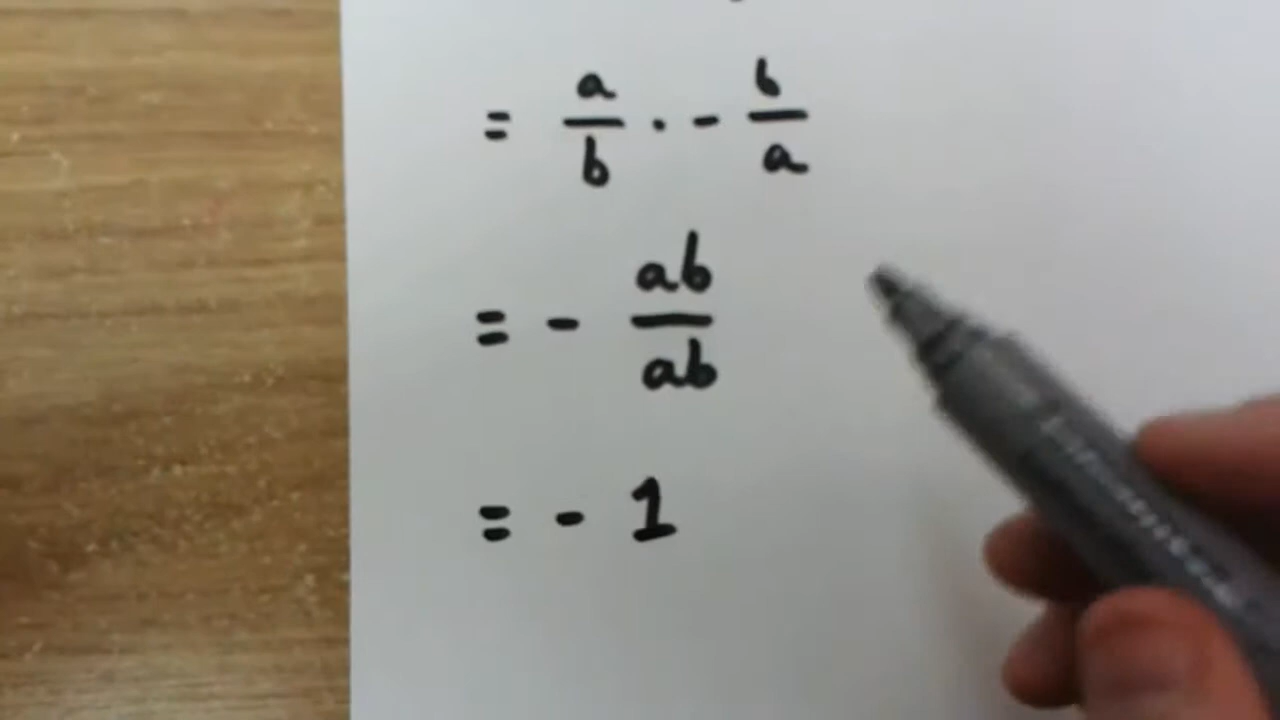 = a/b · - b/a
= - ab/ab
= - 1